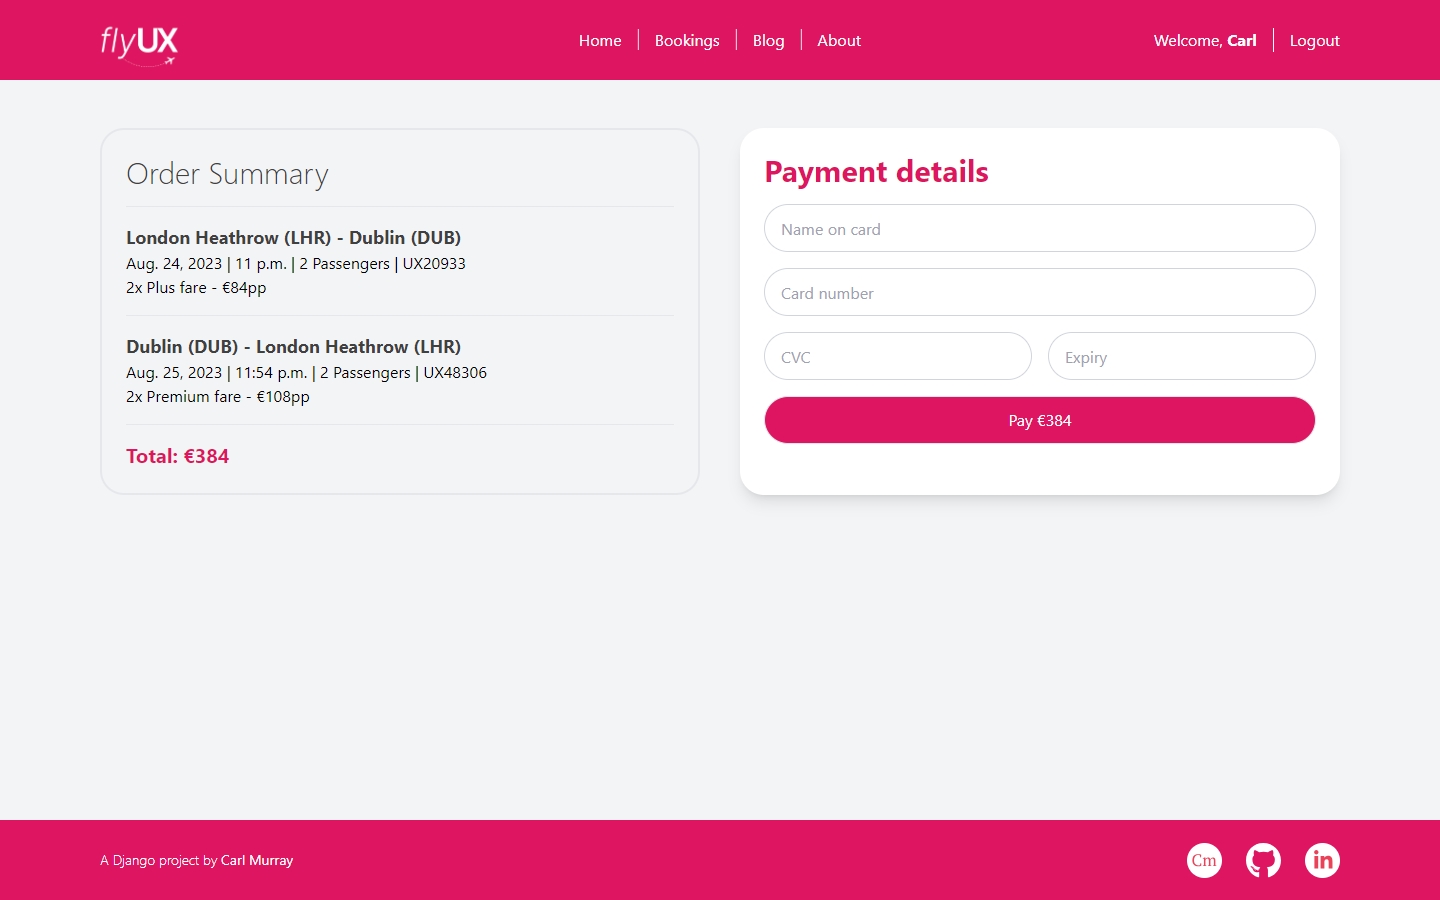 flyUX
Home
Bookings
Blog
About
Welcome, Carl
Logout
Order Summary
London Heathrow (LHR) - Dublin (DUB)
Aug. 24, 2023 | 11 p.m. | 2 Passengers | UX20933
2x Plus fare - €84pp
Dublin (DUB) - London Heathrow (LHR)
Aug. 25, 2023 | 11:54 p.m. | 2 Passengers | UX48306
2x Premium fare - €108pp
Total: €384
Payment details
Name on card
Card number
CVC
Expiry
Pay €384
A Django project by Carl Murray
Cm
in